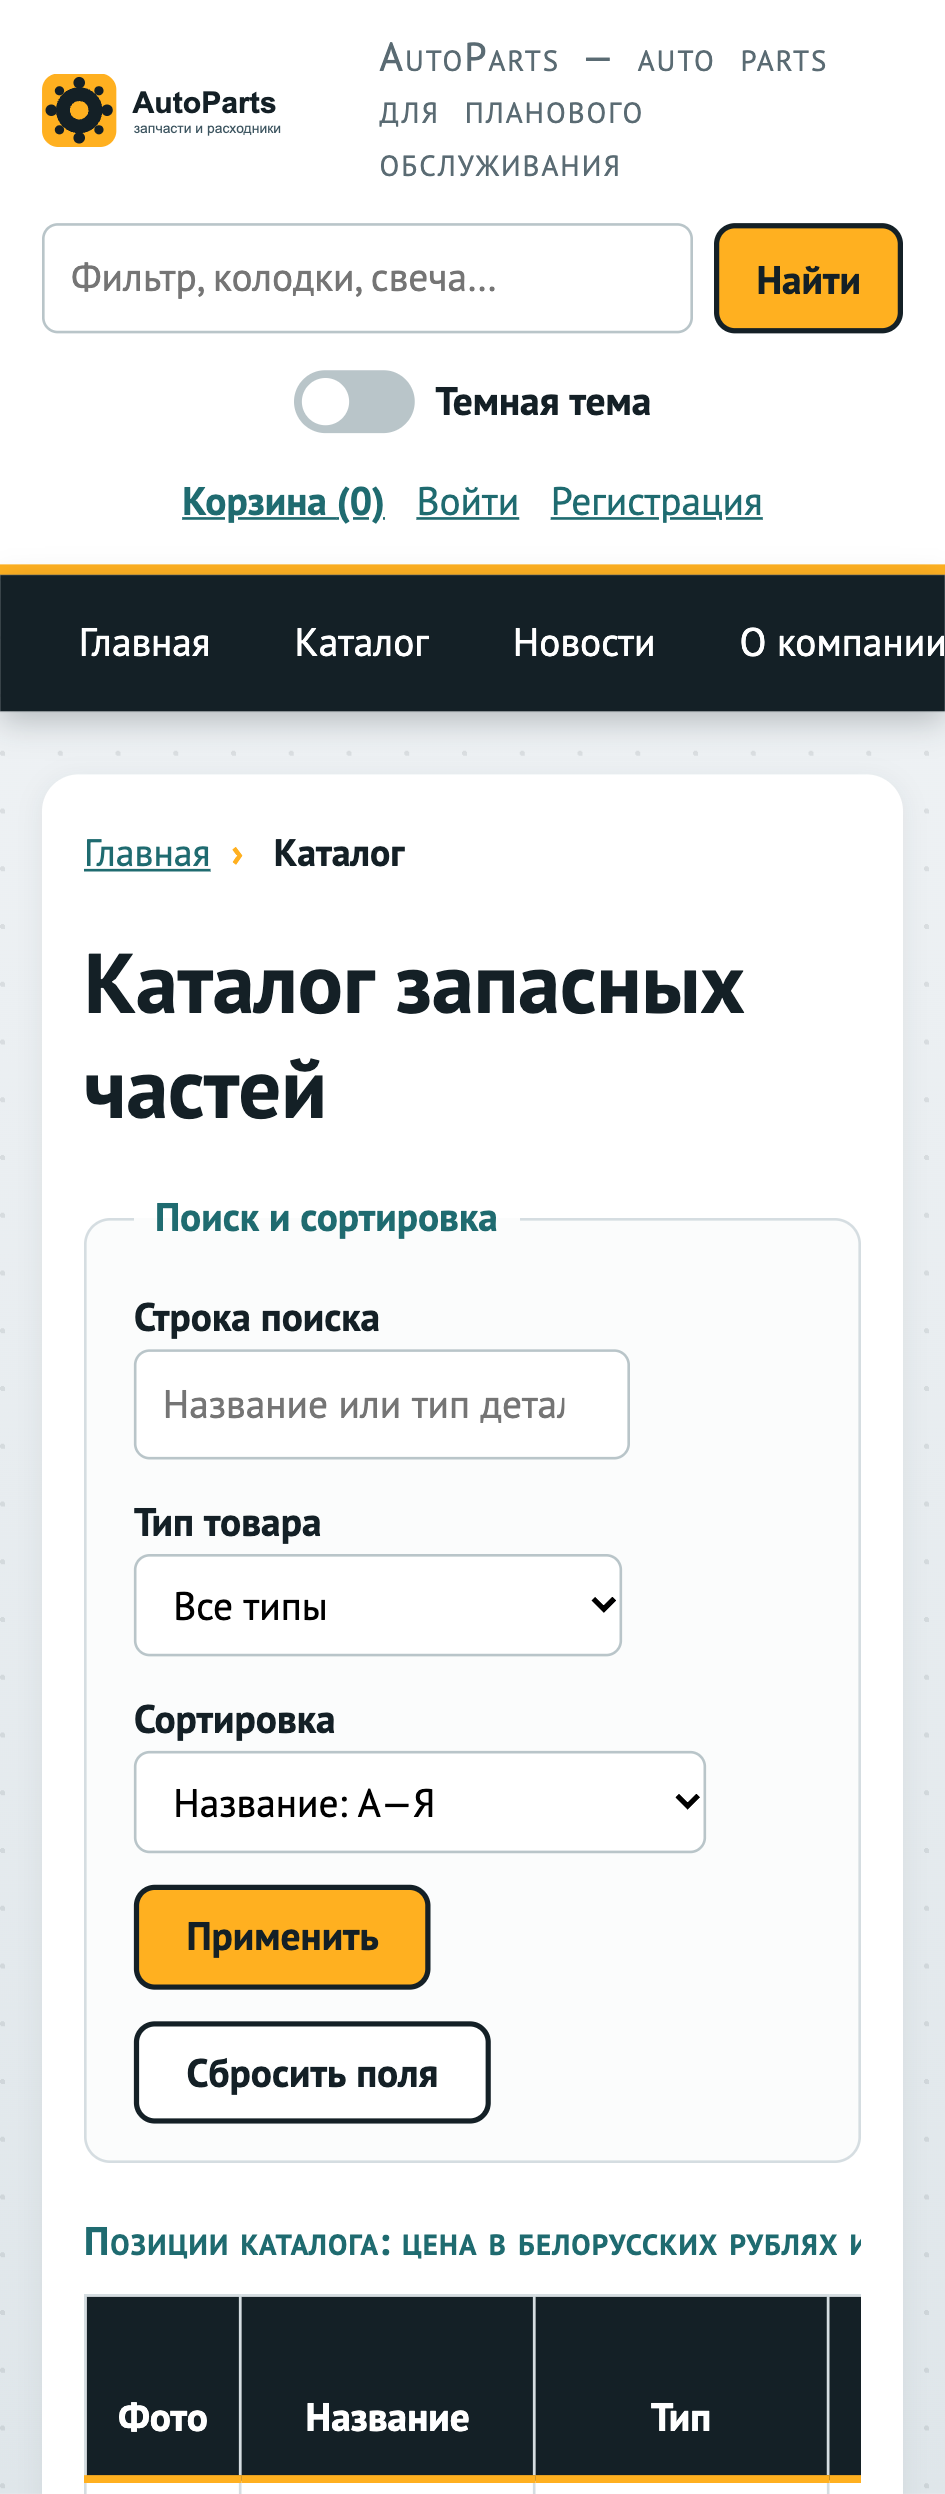 AutoParts
запчасти и расходники
AutoParts — auto parts
для планового
обслуживания
Фильтр, колодки, свеча...
Найти
Темная тема
Корзина (0) Войти Регистрация
Главная Каталог Новости О компании
Главная › Каталог
Каталог запасных
частей
Поиск и сортировка
Строка поиска
Название или тип детал
Тип товара
Все типы
Сортировка
Название: А—Я
Применить
Сбросить поля
Позиции каталога: цена в белорусских рублях и
Фото Название Тип